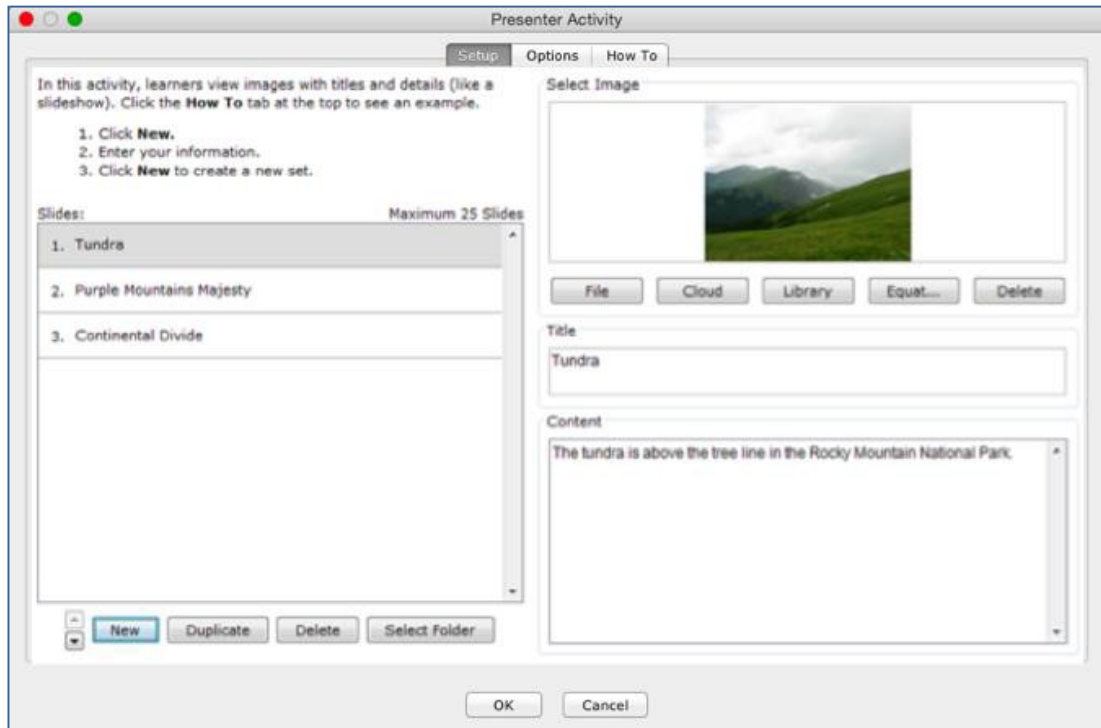 Presenter Activity
Setup Options How To
In this activity, learners view images with titles and details (like a
slideshow). Click the How To tab at the top to see an example.
1. Click New.
2. Enter your information.
3. Click New to create a new set.
Slides: Maximum 25 Slides
1. Tundra
2. Purple Mountains Majesty
3. Continental Divide
New Duplicate Delete Select Folder
Select Image
File Cloud Library Equat... Delete
Title
Tundra
Content
The tundra is above the tree line in the Rocky Mountain National Park.
OK Cancel